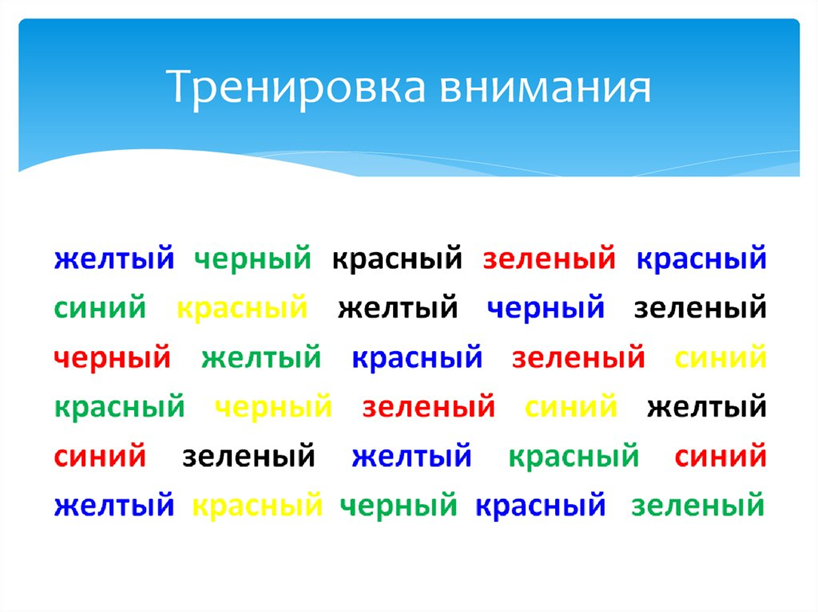 Тренировка внимания
желтый черный красный зеленый красный
синий красный желтый черный зеленый
черный желтый красный зеленый синий
красный черный зеленый синий желтый
синий зеленый желтый красный синий
желтый красный черный красный зеленый